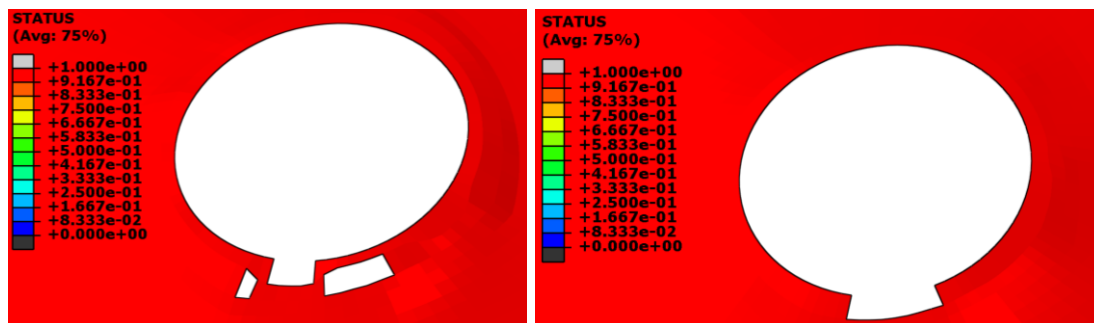 STATUS
(Avg: 75%)
+1.000e+00
+9.167e-01
+8.333e-01
+7.500e-01
+6.667e-01
+5.833e-01
+5.000e-01
+4.167e-01
+3.333e-01
+2.500e-01
+1.667e-01
+8.333e-02
+0.000e+00
STATUS
(Avg: 75%)
+1.000e+00
+9.167e-01
+8.333e-01
+7.500e-01
+6.667e-01
+5.833e-01
+5.000e-01
+4.167e-01
+3.333e-01
+2.500e-01
+1.667e-01
+8.333e-02
+0.000e+00